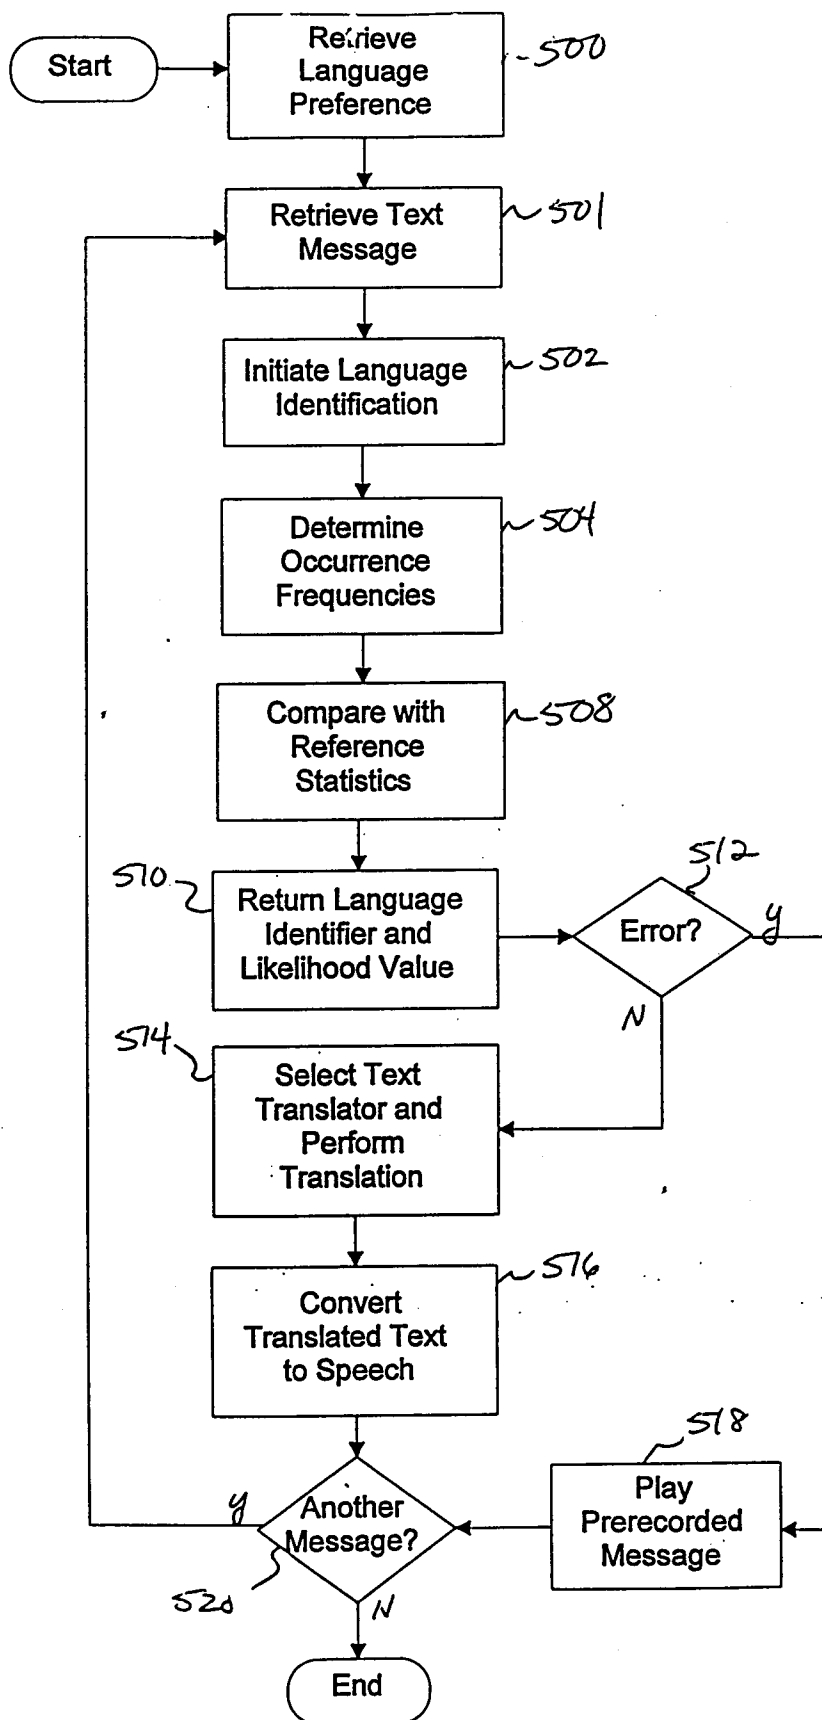 Start
Retrieve
Language
Preference
500
Retrieve Text
Message
501
Initiate Language
Identification
502
Determine
Occurrence
Frequencies
504
Compare with
Reference
Statistics
508
510
Return Language
Identifier and
Likelihood Value
512
Error?
y
N
514
Select Text
Translator and
Perform
Translation
516
Convert
Translated Text
to Speech
518
Play
Prerecorded
Message
y
Another
Message?
520
N
End